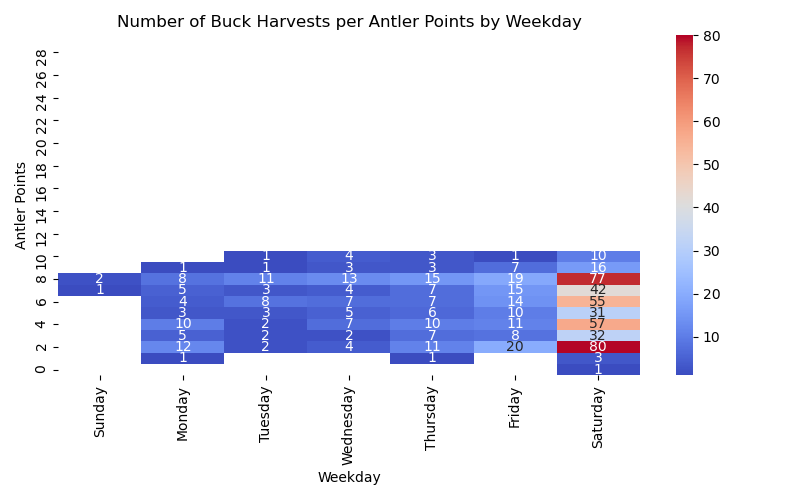 Number of Buck Harvests per Antler Points by Weekday
Antler Points
28
26
24
22
20
18
16
14
12
10
8
6
4
2
0
1 4 3 1 10
1 1 3 3 7 16
2 8 11 13 15 19 77
1 5 3 4 7 15 42
4 8 7 7 14 55
3 3 5 6 10 31
10 2 7 10 11 57
5 2 2 7 8 32
12 2 4 11 20 80
1 1 3
1
Sunday
Monday
Tuesday
Wednesday
Thursday
Friday
Saturday
Weekday
80
70
60
50
40
30
20
10